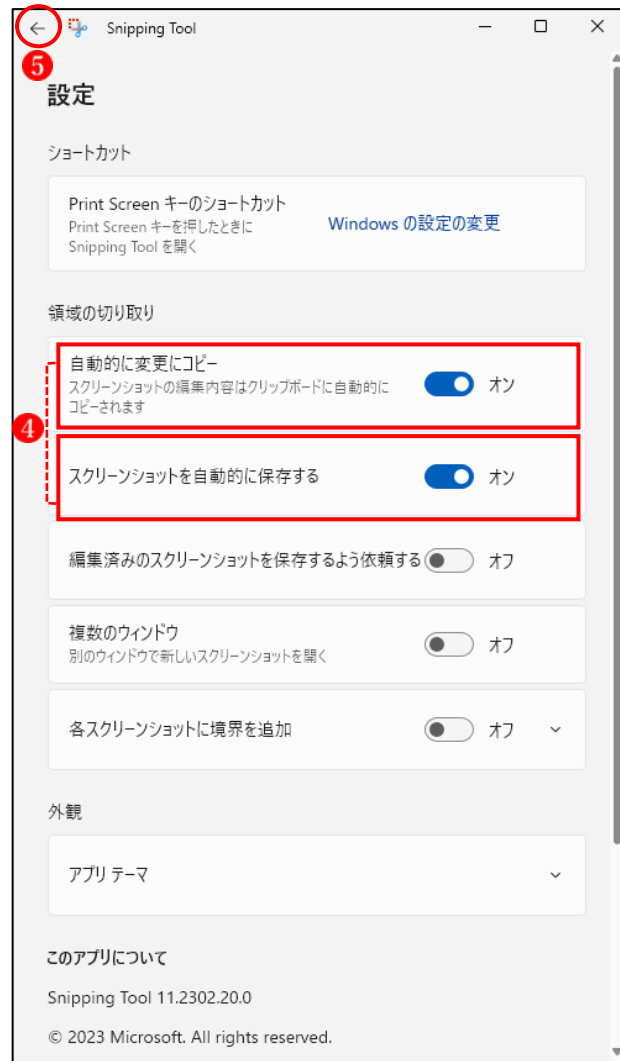 Snipping Tool
5
設定
ショートカット
Print Screen キーのショートカット
Print Screen キーを押したときに
Snipping Tool を開く
Windows の設定の変更
領域の切り取り
4
自動的に変更にコピー
スクリーンショットの編集内容はクリップボードに自動的に
コピーされます
オン
スクリーンショットを自動的に保存する
オン
編集済みのスクリーンショットを保存するよう依頼する
オフ
複数のウィンドウ
別のウィンドウで新しいスクリーンショットを開く
オフ
各スクリーンショットに境界を追加
オフ
外観
アプリ テーマ
このアプリについて
Snipping Tool 11.2302.20.0
© 2023 Microsoft. All rights reserved.